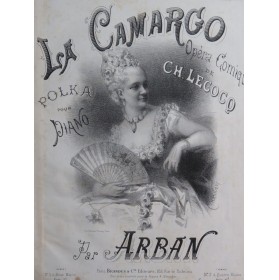 LA CAMARGO
Opéra Comique
DE
CH. LECOCQ
POLKA
POUR
PIANO
Par ARBAN